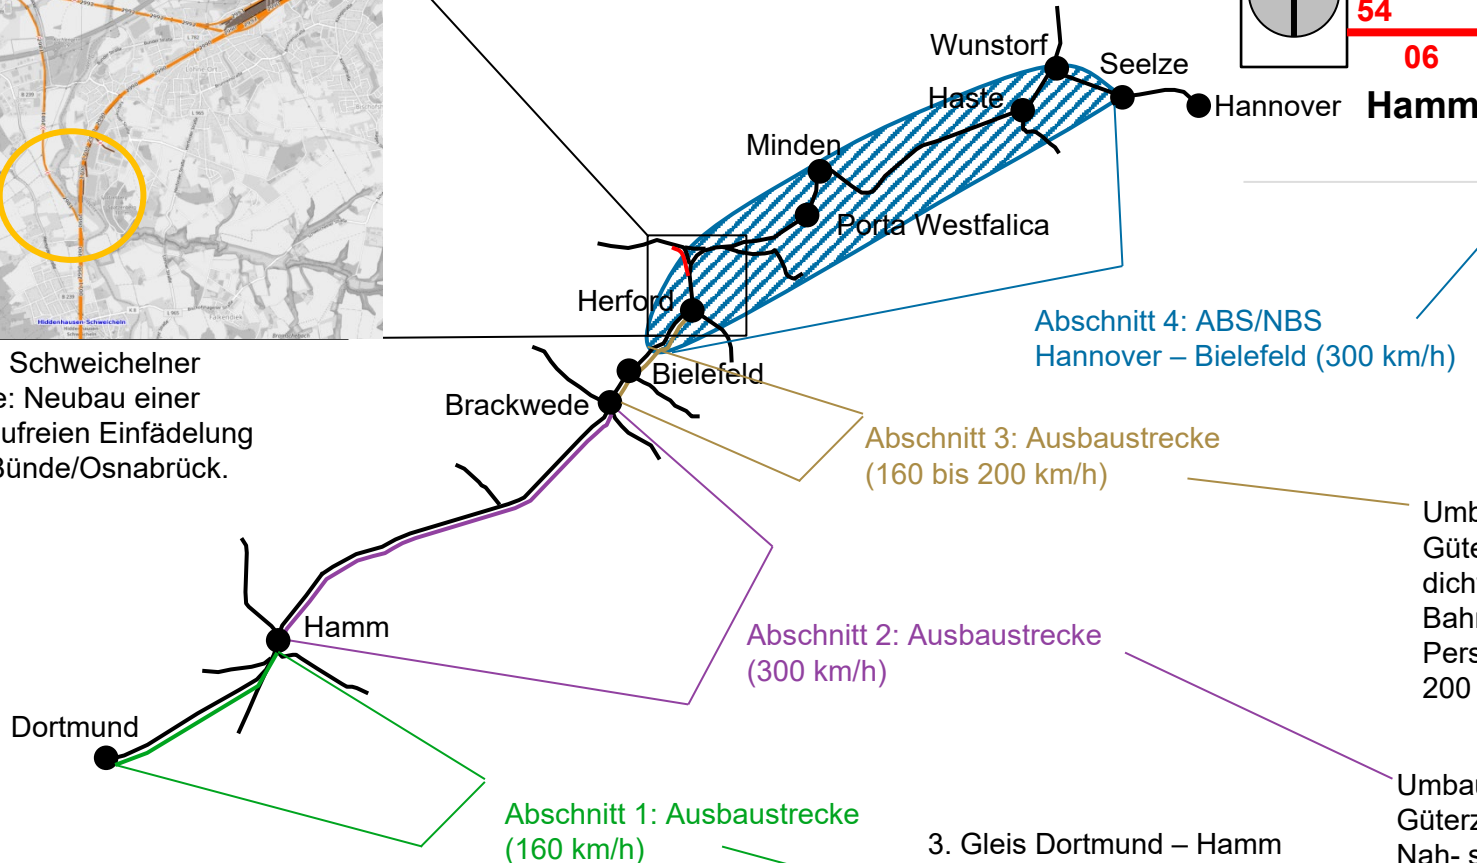 54
06
Hamm
Wunstorf
Seelze
Haste
Hannover
Minden
Porta Westfalica
Herford
Bielefeld
Brackwede
Hamm
Dortmund
Hiddenhausen-Schweicheln
Schweichelner
e: Neubau einer
ufreien Einfädelung
Bünde/Osnabrück.
Abschnitt 4: ABS/NBS
Hannover – Bielefeld (300 km/h)
Abschnitt 3: Ausbaustrecke
(160 bis 200 km/h)
Umb
Güte
dich
Bahn
Pers
200
Abschnitt 2: Ausbaustrecke
(300 km/h)
Umbau
Güterz
Nah- s
Abschnitt 1: Ausbaustrecke
(160 km/h)
3. Gleis Dortmund – Hamm